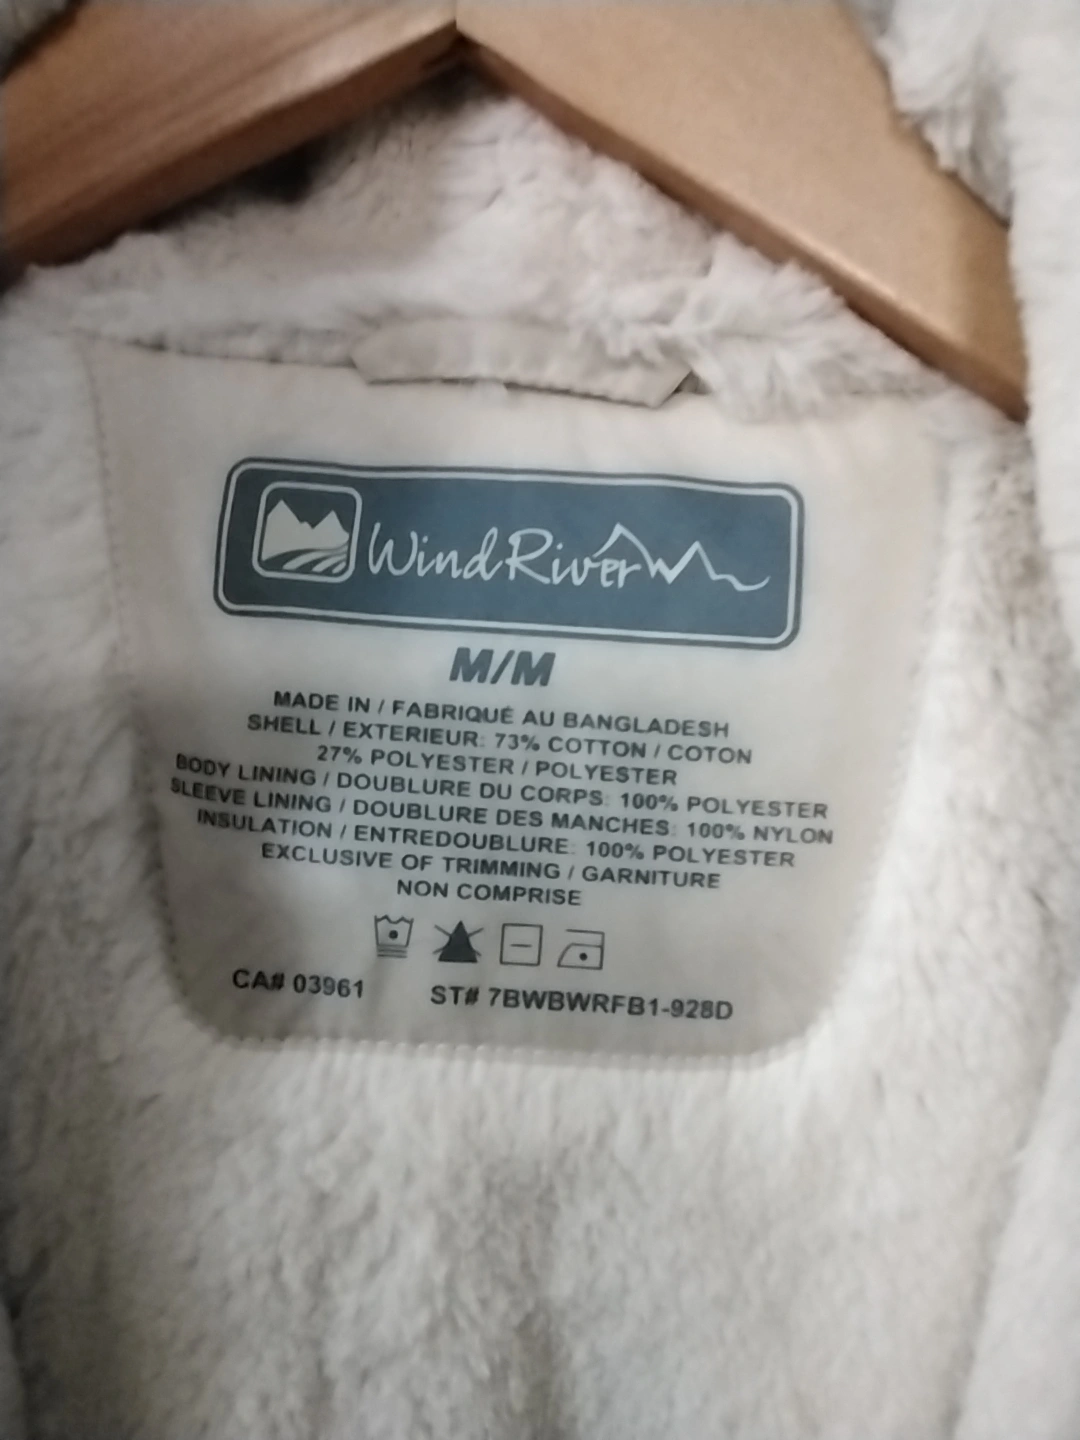 WindRiver
M/M
MADE IN / FABRIQUÉ AU BANGLADESH
SHELL / EXTERIEUR: 73% COTTON / COTON
27% POLYESTER / POLYESTER
BODY LINING / DOUBLURE DU CORPS: 100% POLYESTER
SLEEVE LINING / DOUBLURE DES MANCHES: 100% NYLON
INSULATION / ENTREDOUBLURE: 100% POLYESTER
EXCLUSIVE OF TRIMMING / GARNITURE
NON COMPRISE
CA# 03961 ST# 7BWBWRFB1-928D